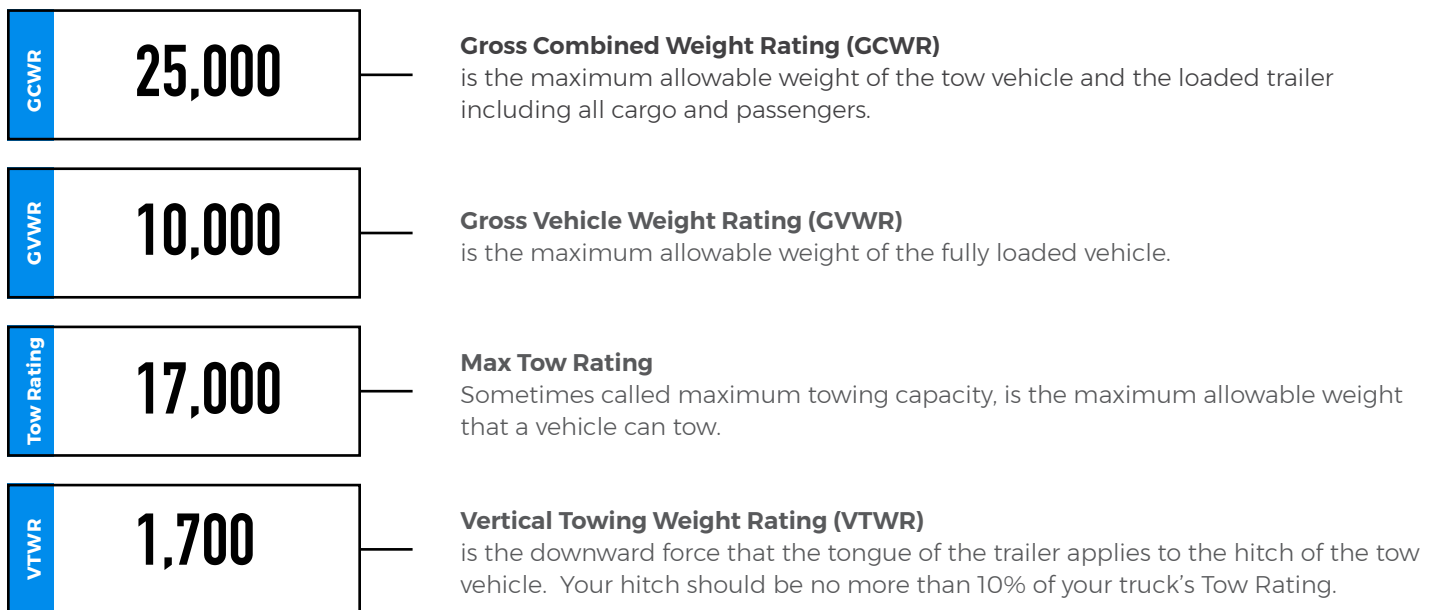 GCWR
25,000
Gross Combined Weight Rating (GCWR)
is the maximum allowable weight of the tow vehicle and the loaded trailer
including all cargo and passengers.
GVWR
10,000
Gross Vehicle Weight Rating (GVWR)
is the maximum allowable weight of the fully loaded vehicle.
Tow Rating
17,000
Max Tow Rating
Sometimes called maximum towing capacity, is the maximum allowable weight
that a vehicle can tow.
VTWR
1,700
Vertical Towing Weight Rating (VTWR)
is the downward force that the tongue of the trailer applies to the hitch of the tow
vehicle.  Your hitch should be no more than 10% of your truck's Tow Rating.